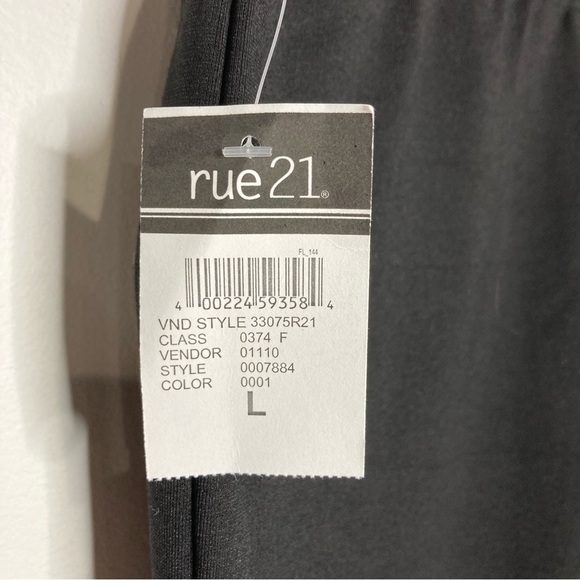 rue21®
FL_144
4 00224 59358 4
VND STYLE 33075R21
CLASS 0374 F
VENDOR 01110
STYLE 0007884
COLOR 0001
L